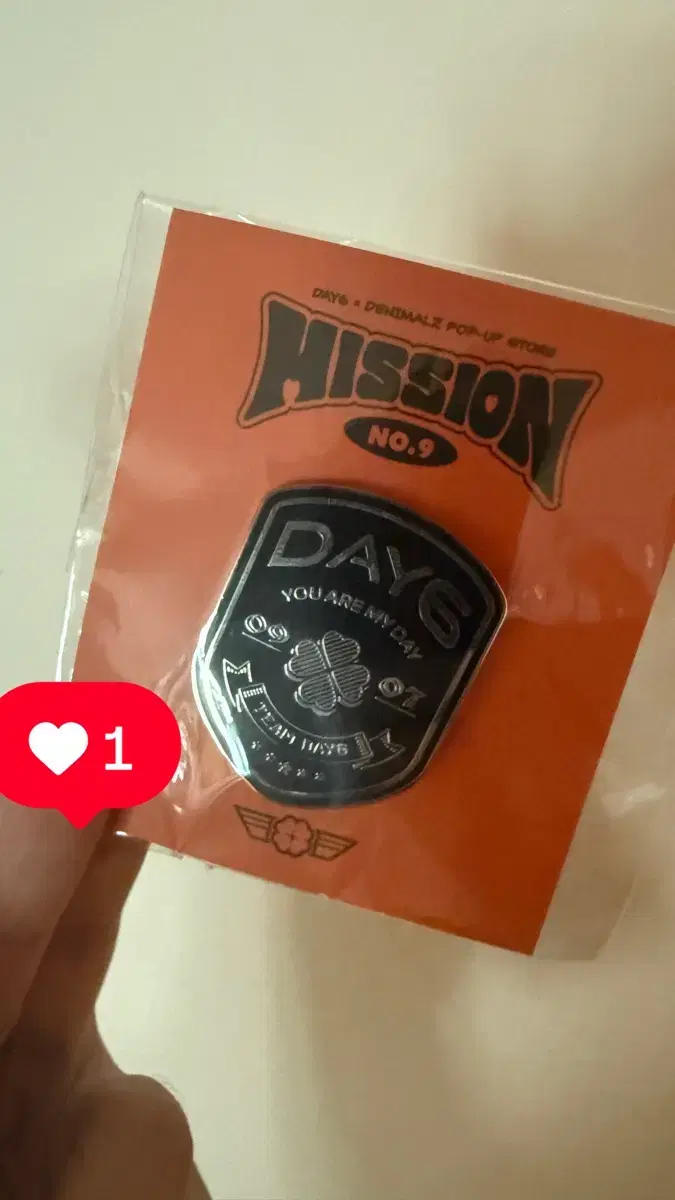 DAY6 × DENIMALZ POP-UP STORE
MISSION
NO.9
DAY6
YOU ARE MY DAY
09
07
TEAM DAY6
1